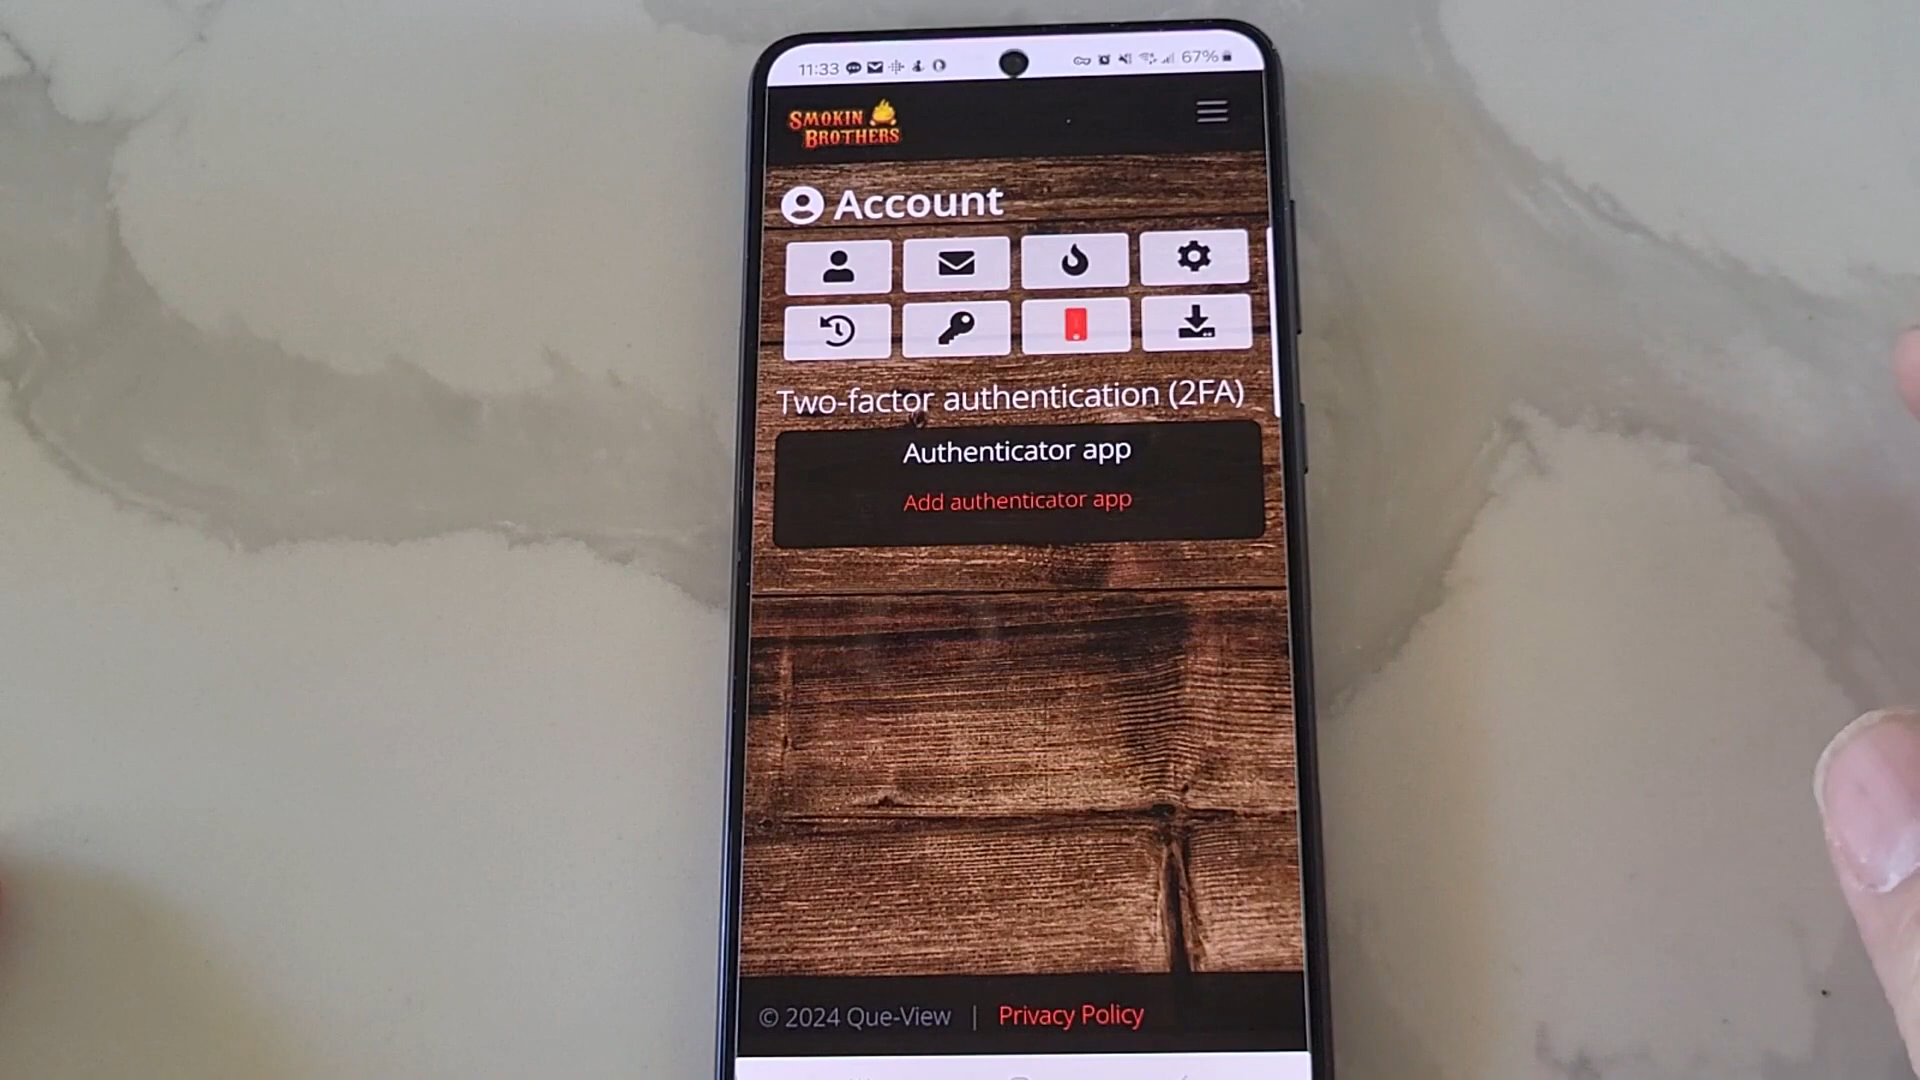 11:33
67%
SMOKIN
BROTHERS
Account
Two-factor authentication (2FA)
Authenticator app
Add authenticator app
© 2024 Que-View | Privacy Policy